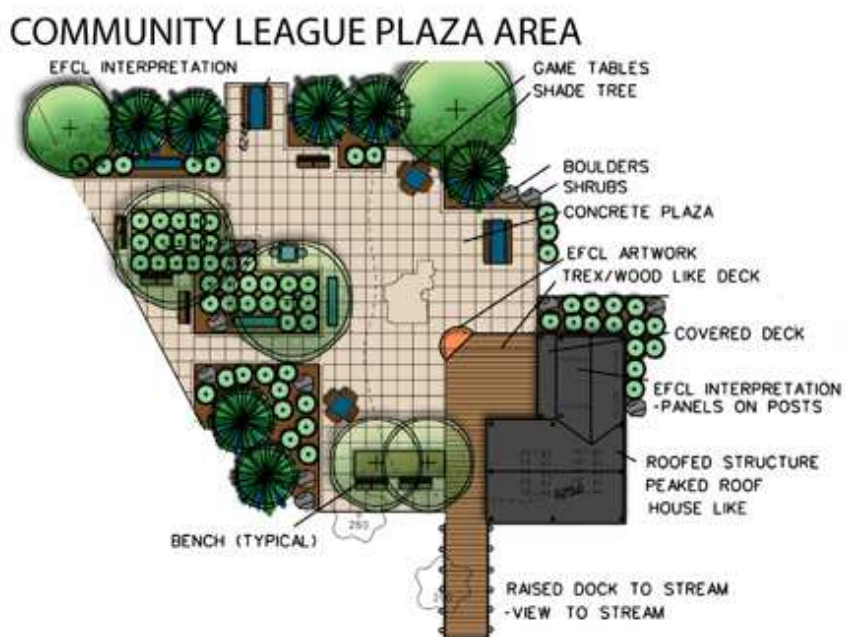 COMMUNITY LEAGUE PLAZA AREA
EFCL INTERPRETATION
GAME TABLES
SHADE TREE
BOULDERS
SHRUBS
CONCRETE PLAZA
EFCL ARTWORK
TREX/WOOD LIKE DECK
COVERED DECK
EFCL INTERPRETATION
-PANELS ON POSTS
ROOFED STRUCTURE
PEAKED ROOF
HOUSE LIKE
BENCH (TYPICAL)
260
RAISED DOCK TO STREAM
-VIEW TO STREAM